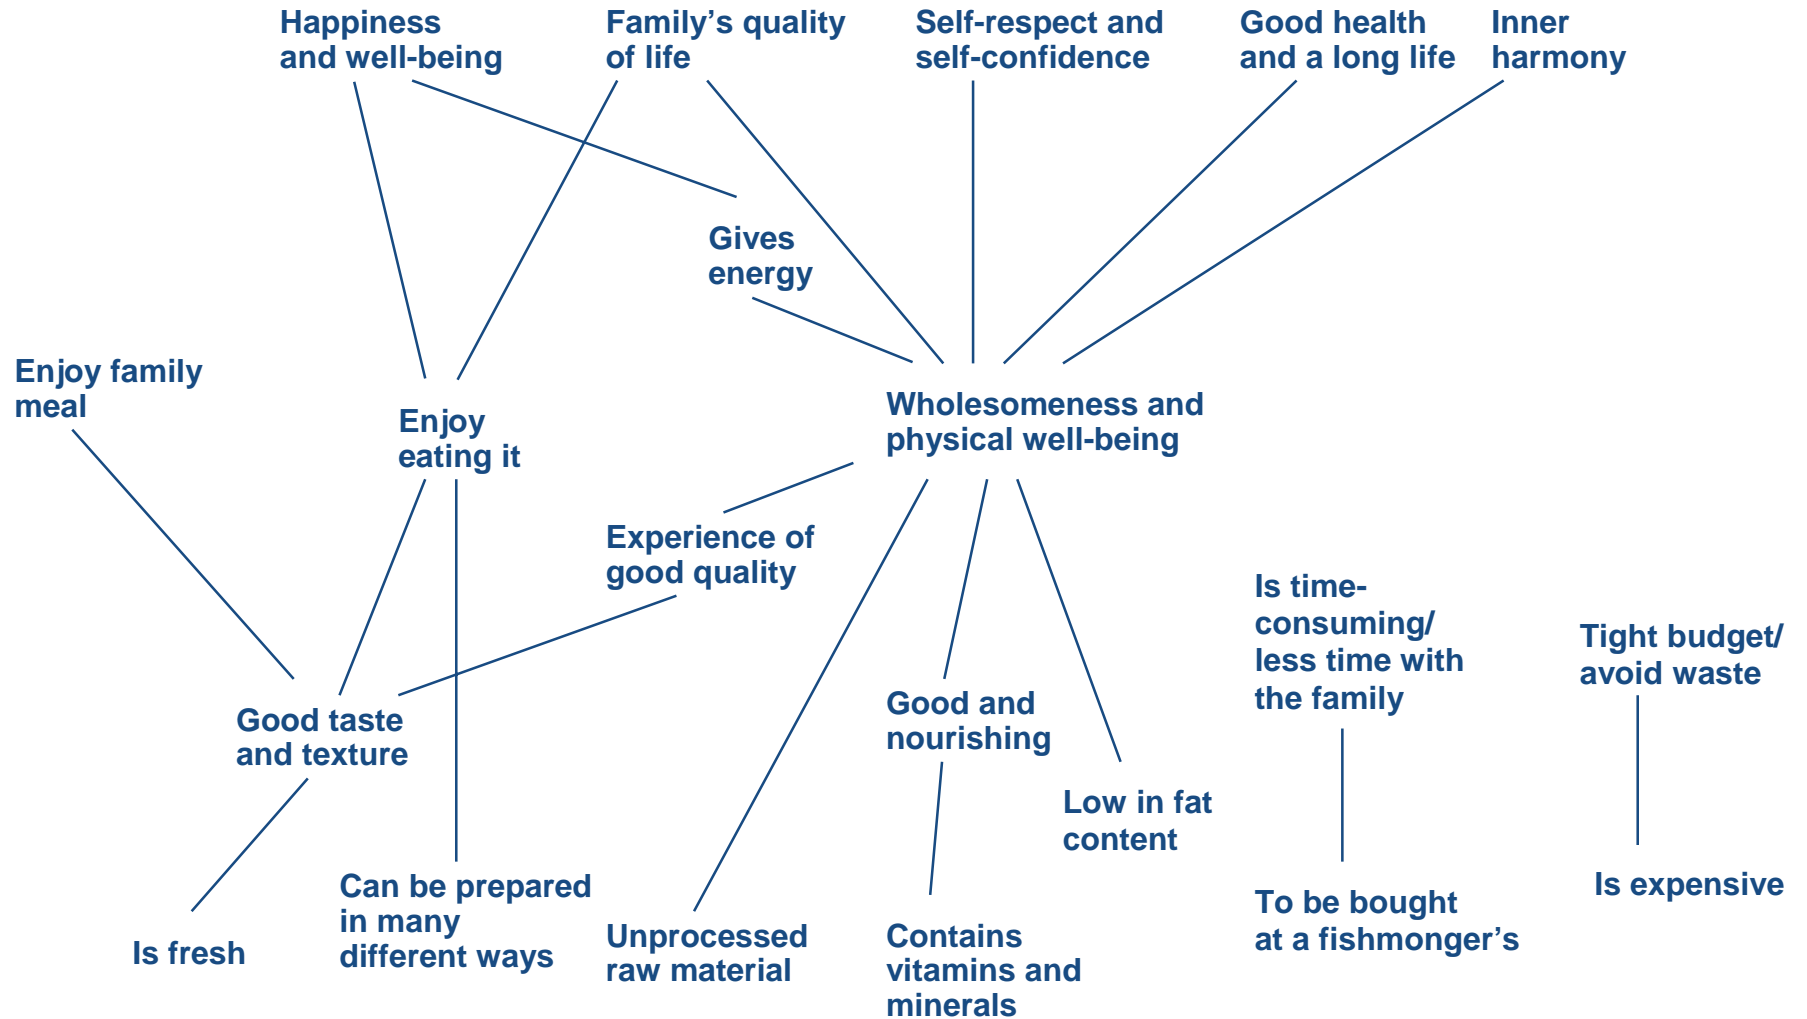 Happiness
and well-being
Family’s quality
of life
Self-respect and
self-confidence
Good health
and a long life
Inner
harmony
Gives
energy
Enjoy family
meal
Enjoy
eating it
Wholesomeness and
physical well-being
Experience of
good quality
Is time-
consuming/
less time with
the family
Tight budget/
avoid waste
Good taste
and texture
Good and
nourishing
Low in fat
content
Is fresh
Can be prepared
in many
different ways
Unprocessed
raw material
Contains
vitamins and
minerals
To be bought
at a fishmonger’s
Is expensive